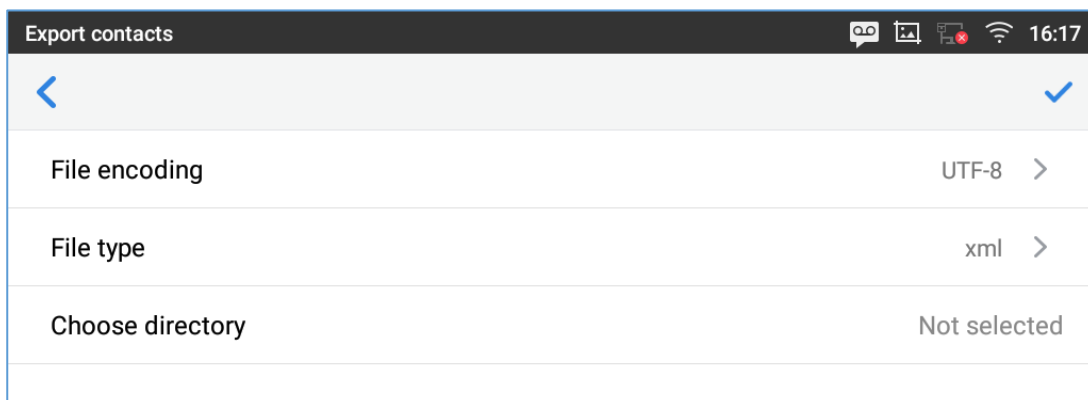 Export contacts 16:17
File encoding UTF-8
File type xml
Choose directory Not selected